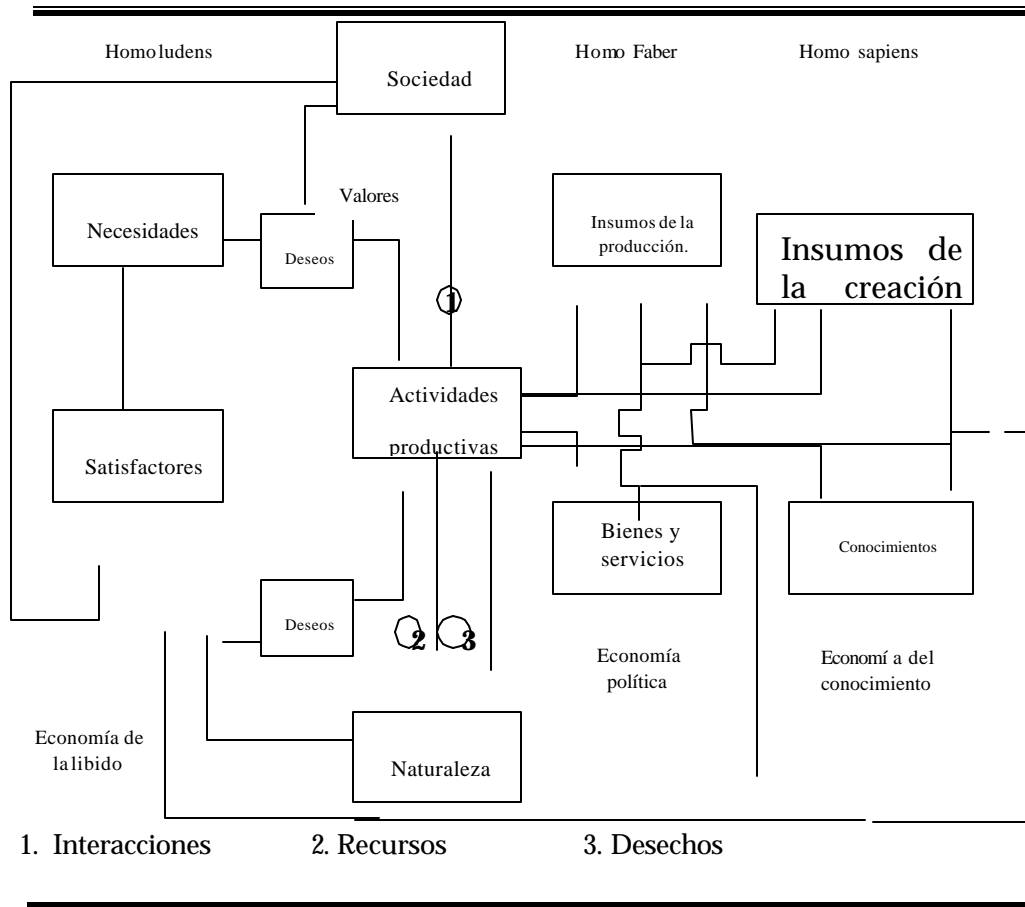 Homo ludens
Homo Faber
Homo sapiens
Sociedad
Valores
Necesidades
Deseos
Insumos de la
producción.
Insumos de
la creación
1
Actividades
productivas
Satisfactores
Bienes y
servicios
Conocimientos
Deseos
2
3
Economía
política
Economí a del
conocimiento
Economía de
la libido
Naturaleza
1. Interacciones 2. Recursos 3. Desechos